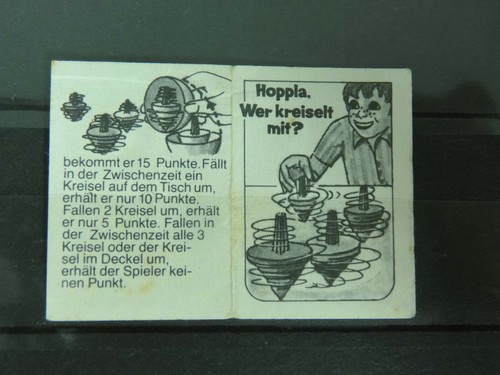 bekommt er 15 Punkte. Fällt
in der Zwischenzeit ein
Kreisel auf dem Tisch um,
erhält er nur 10 Punkte.
Fallen 2 Kreisel um, erhält
er nur 5 Punkte. Fallen in
der Zwischenzeit alle 3
Kreisel oder der Krei-
sel im Deckel um,
erhält der Spieler kei-
nen Punkt.
Hoppla,
Wer kreiselt
mit?